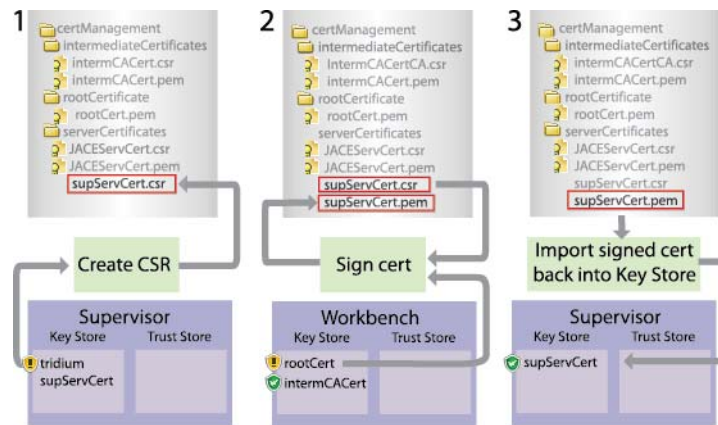 1
certManagement
intermediateCertificates
intermCACert.csr
intermCACert.pem
rootCertificate
rootCert.pem
serverCertificates
JACEServCert.csr
JACEServCert.pem
supServCert.csr
Create CSR
Supervisor
Key Store
Trust Store
tridium
supServCert
2
certManagement
intermediateCertificates
IntermCACertCA.csr
intermCACert.pem
rootCertificate
rootCert.pem
serverCertificates
JACEServCert.csr
JACEServCert.pem
supServCert.csr
supServCert.pem
Sign cert
Workbench
Key Store
Trust Store
rootCert
intermCACert
3
certManagement
intermediateCertificates
intermCACertCA.csr
intermCACert.pem
rootCertificate
rootCert.pem
serverCertificates
JACEServCert.csr
JACEServCert.pem
supServCert.csr
supServCert.pem
Import signed cert
back into Key Store
Supervisor
Key Store
Trust Store
supServCert